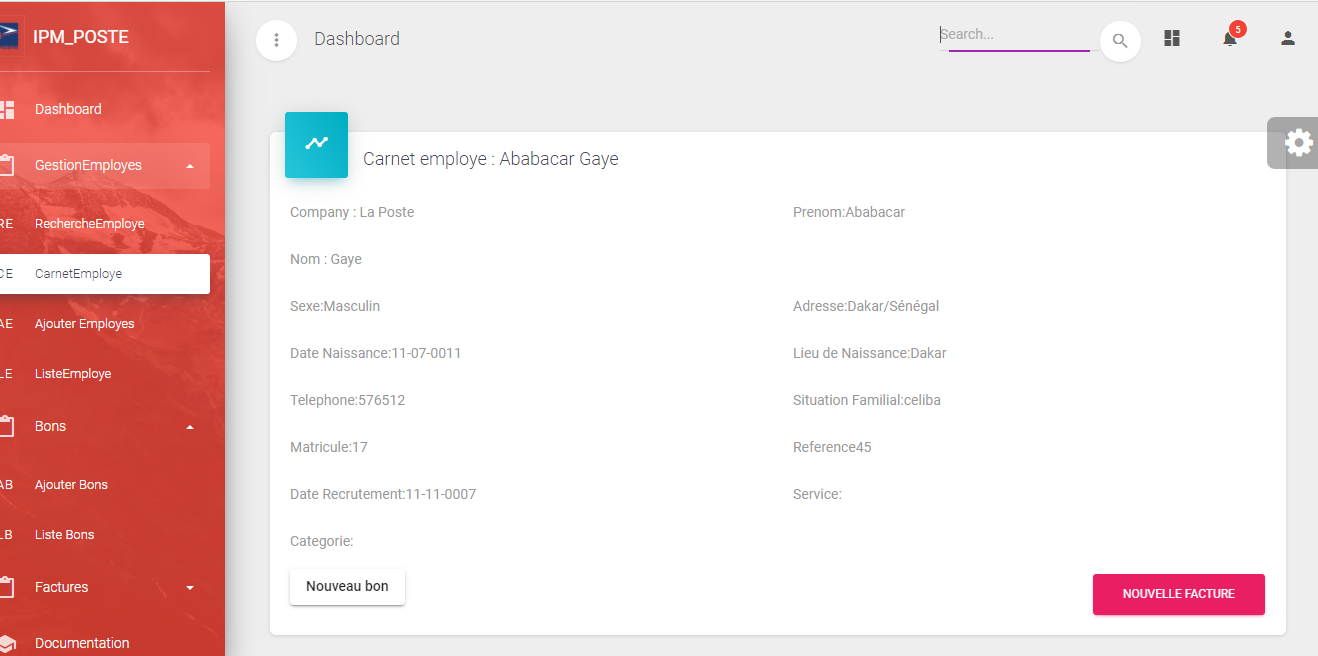 IPM_POSTE
Dashboard
GestionEmployes
RE RechercheEmploye
CE CarnetEmploye
AE Ajouter Employes
LE ListeEmploye
Bons
AB Ajouter Bons
LB Liste Bons
Factures
Documentation
Dashboard
Search...
5
Carnet employe : Ababacar Gaye
Company : La Poste
Prenom:Ababacar
Nom : Gaye
Sexe:Masculin
Adresse:Dakar/Sénégal
Date Naissance:11-07-0011
Lieu de Naissance:Dakar
Telephone:576512
Situation Familial:celiba
Matricule:17
Reference45
Date Recrutement:11-11-0007
Service:
Categorie:
Nouveau bon
NOUVELLE FACTURE